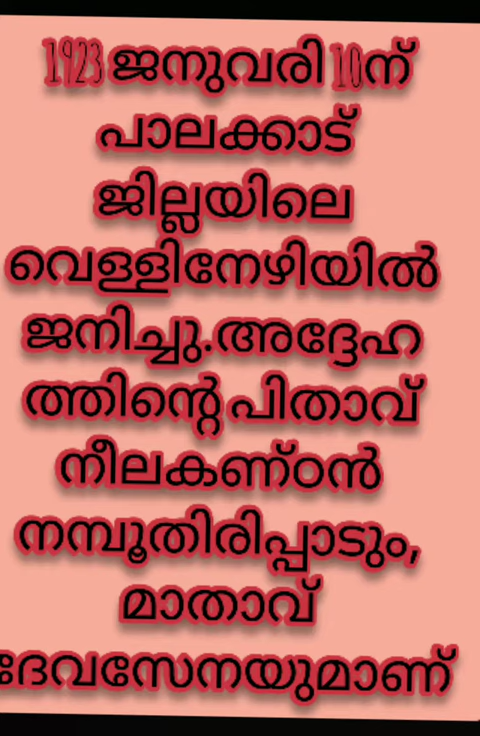 1923 ജനുവരി 10ന്
പാലക്കാട്
ജില്ലയിലെ
വെള്ളിനേഴിയിൽ
ജനിച്ചു.അദ്ദേഹ
ത്തിന്റെ പിതാവ്
നീലകണ്ഠൻ
നമ്പൂതിരിപ്പാടും,
മാതാവ്
ദേവസേനയുമാണ്